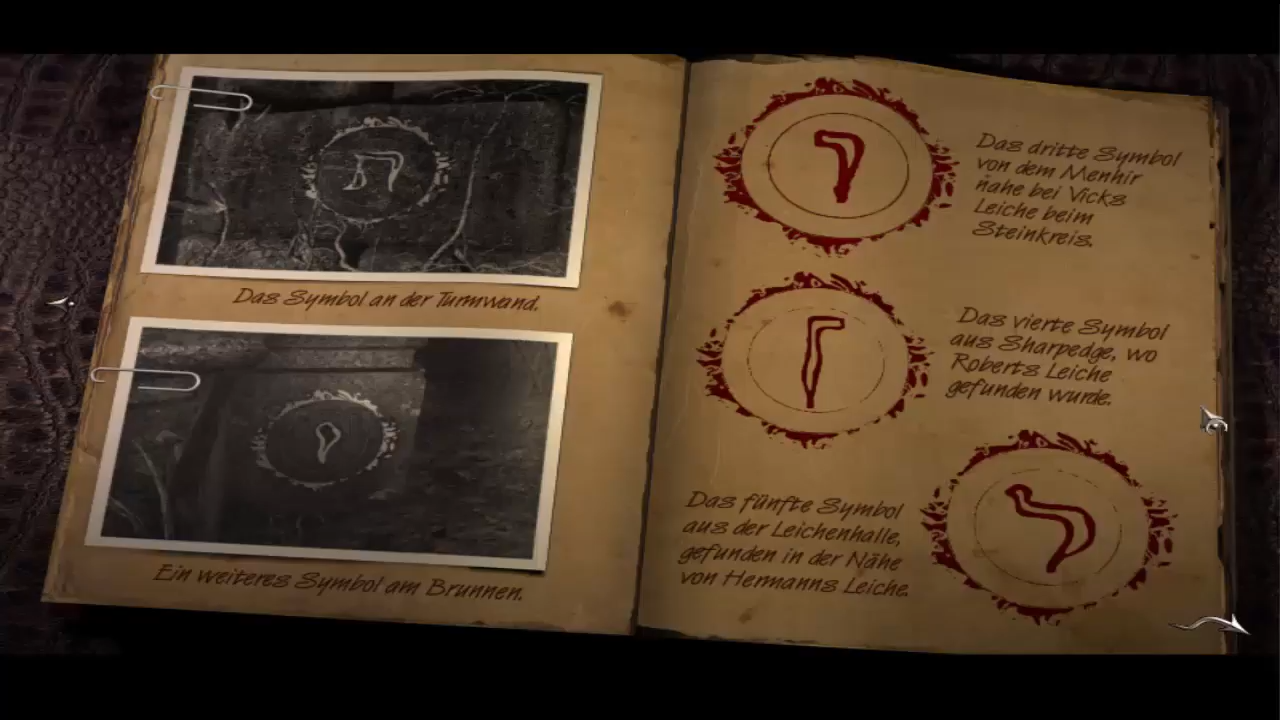 Das Symbol an der Turmwand.
Ein weiteres Symbol am Brunnen.
Das dritte Symbol
von dem Menhir
nahe bei Vicks
Leiche beim
Steinkreis.
Das vierte Symbol
aus Sharpedge, wo
Roberts Leiche
gefunden wurde.
Das fünfte Symbol
aus der Leichenhalle,
gefunden in der Nähe
von Hermanns Leiche.